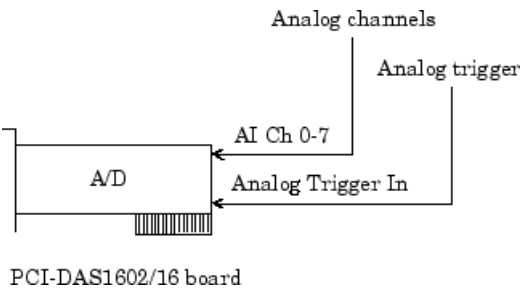 Analog channels
Analog trigger
AI Ch 0-7
A/D
Analog Trigger In
PCI-DAS1602/16 board